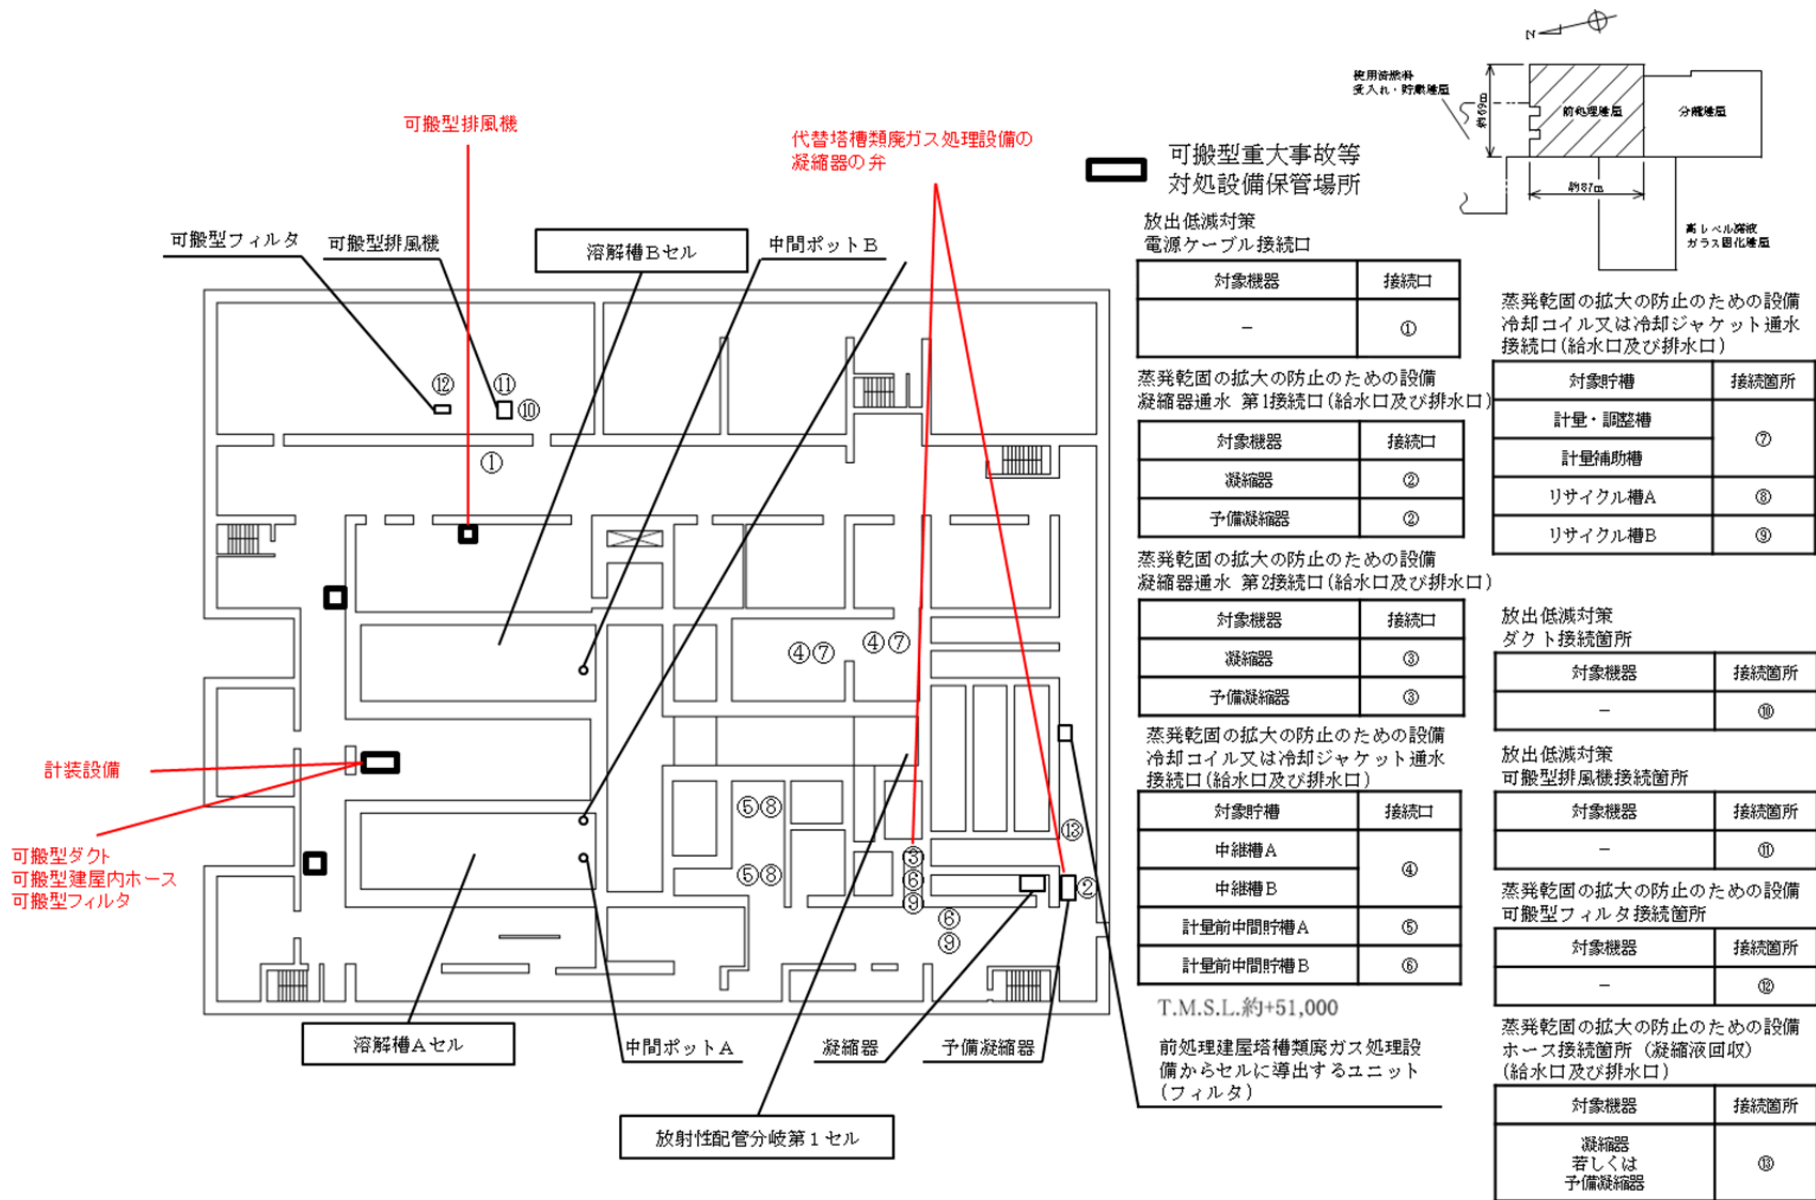 N
使用済燃料
受入れ・貯蔵建屋
約69m
前処理建屋
分離建屋
約87m
高レベル廃液
ガラス固化建屋
可搬型排風機
代替塔槽類廃ガス処理設備の
凝縮器の弁
可搬型重大事故等
対処設備保管場所
可搬型フィルタ
可搬型排風機
溶解槽Bセル
中間ポットB
⑫
⑪
⑩
①
④⑦
④⑦
計装設備
可搬型ダクト
可搬型建屋内ホース
可搬型フィルタ
⑤⑧
⑤⑧
⑬
③
⑥
⑨
②
⑥
⑨
溶解槽Aセル
中間ポットA
凝縮器
予備凝縮器
放射性配管分岐第1セル
放出低減対策
電源ケーブル接続口
対象機器 接続口
－ ①
蒸発乾固の拡大の防止のための設備
凝縮器通水 第1接続口(給水口及び排水口)
対象機器 接続口
凝縮器 ②
予備凝縮器 ②
蒸発乾固の拡大の防止のための設備
凝縮器通水 第2接続口(給水口及び排水口)
対象機器 接続口
凝縮器 ③
予備凝縮器 ③
蒸発乾固の拡大の防止のための設備
冷却コイル又は冷却ジャケット通水
接続口(給水口及び排水口)
対象貯槽 接続口
中継槽A ④
中継槽B
計量前中間貯槽A ⑤
計量前中間貯槽B ⑥
T.M.S.L.約+51,000
前処理建屋塔槽類廃ガス処理設
備からセルに導出するユニット
(フィルタ)
蒸発乾固の拡大の防止のための設備
冷却コイル又は冷却ジャケット通水
接続口(給水口及び排水口)
対象貯槽 接続箇所
計量・調整槽 ⑦
計量補助槽
リサイクル槽A ⑧
リサイクル槽B ⑨
放出低減対策
ダクト接続箇所
対象機器 接続箇所
－ ⑩
放出低減対策
可搬型排風機接続箇所
対象機器 接続箇所
－ ⑪
蒸発乾固の拡大の防止のための設備
可搬型フィルタ接続箇所
対象機器 接続箇所
－ ⑫
蒸発乾固の拡大の防止のための設備
ホース接続箇所（凝縮液回収）
(給水口及び排水口)
対象機器 接続箇所
凝縮器
若しくは
予備凝縮器 ⑬